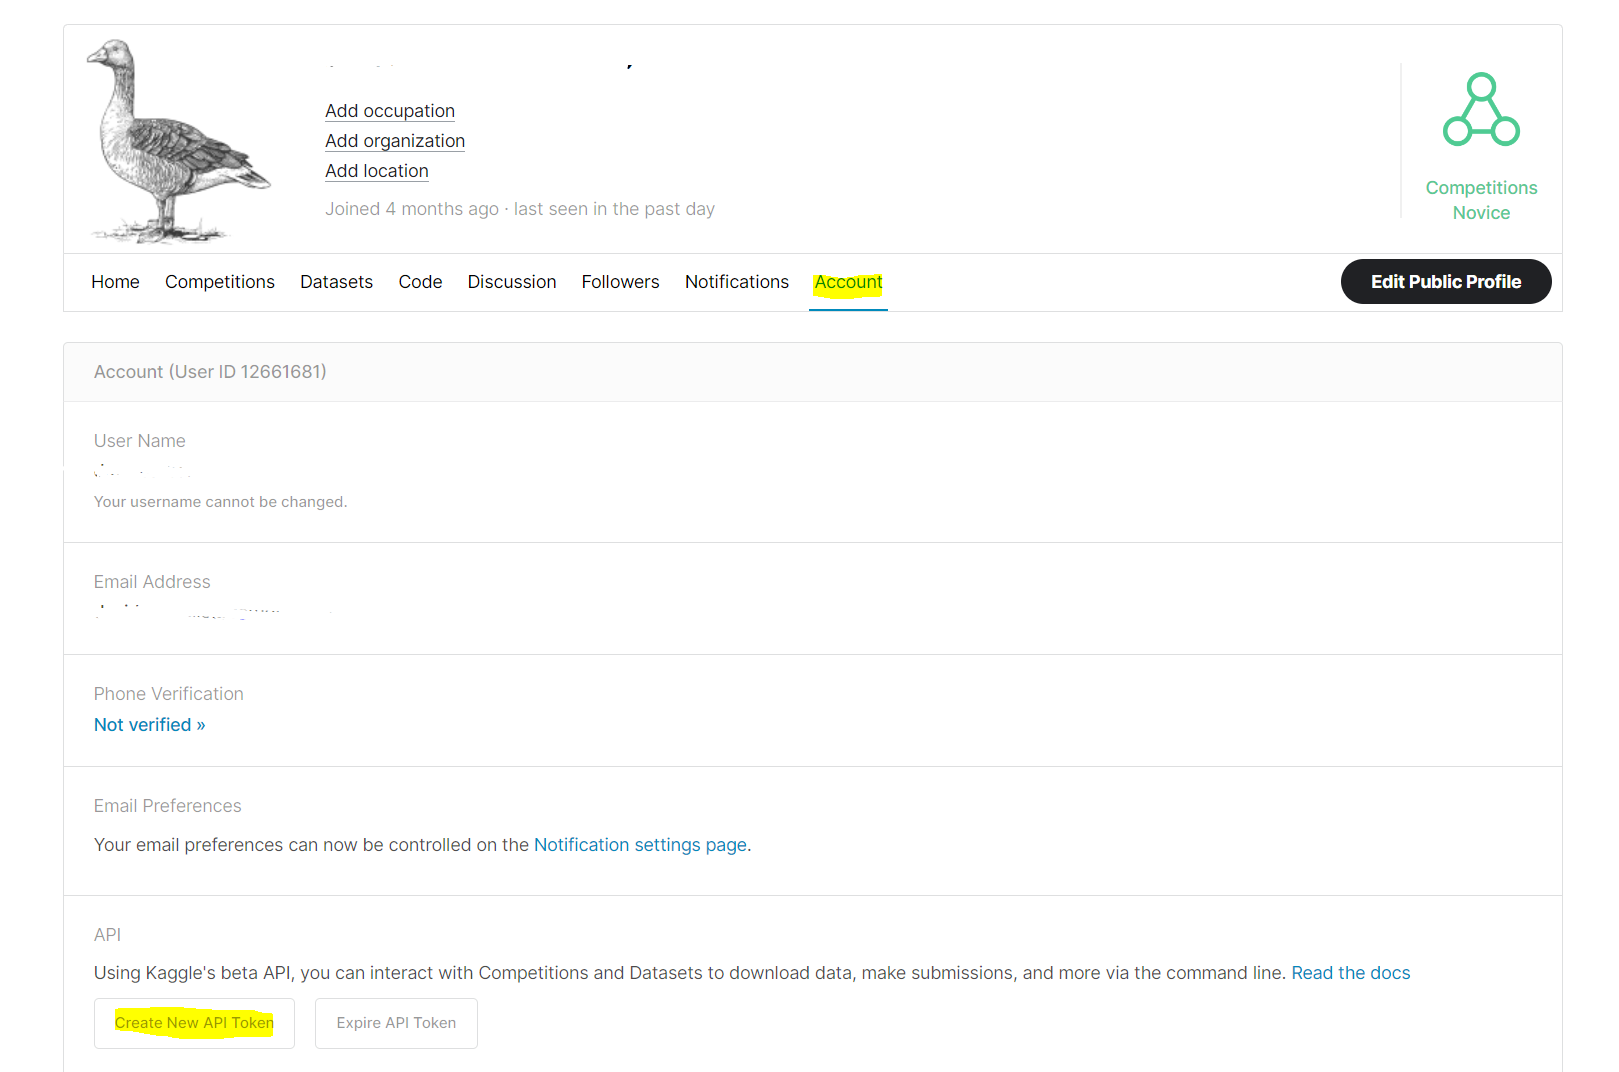 Add occupation
Add organization
Add location
Joined 4 months ago · last seen in the past day
Competitions
Novice
Home Competitions Datasets Code Discussion Followers Notifications Account Edit Public Profile
Account (User ID 12661681)
User Name
Your username cannot be changed.
Email Address
Phone Verification
Not verified »
Email Preferences
Your email preferences can now be controlled on the Notification settings page.
API
Using Kaggle's beta API, you can interact with Competitions and Datasets to download data, make submissions, and more via the command line. Read the docs
Create New API Token Expire API Token